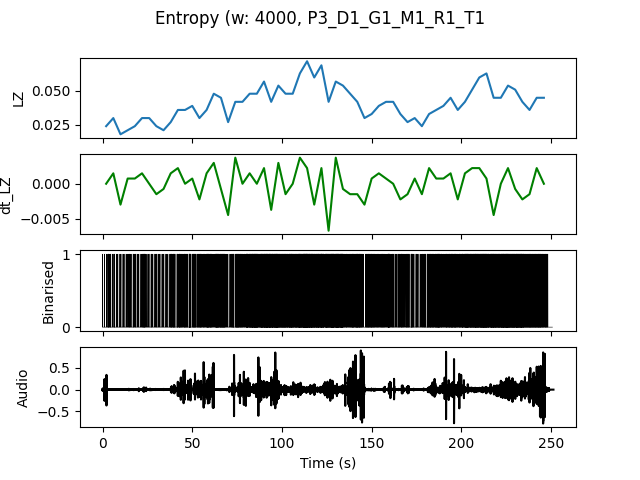 Entropy (w: 4000, P3_D1_G1_M1_R1_T1
LZ
0.050
0.025
dt_LZ
0.000
−0.005
Binarised
1
0
Audio
0.5
0.0
−0.5
0 50 100 150 200 250
Time (s)